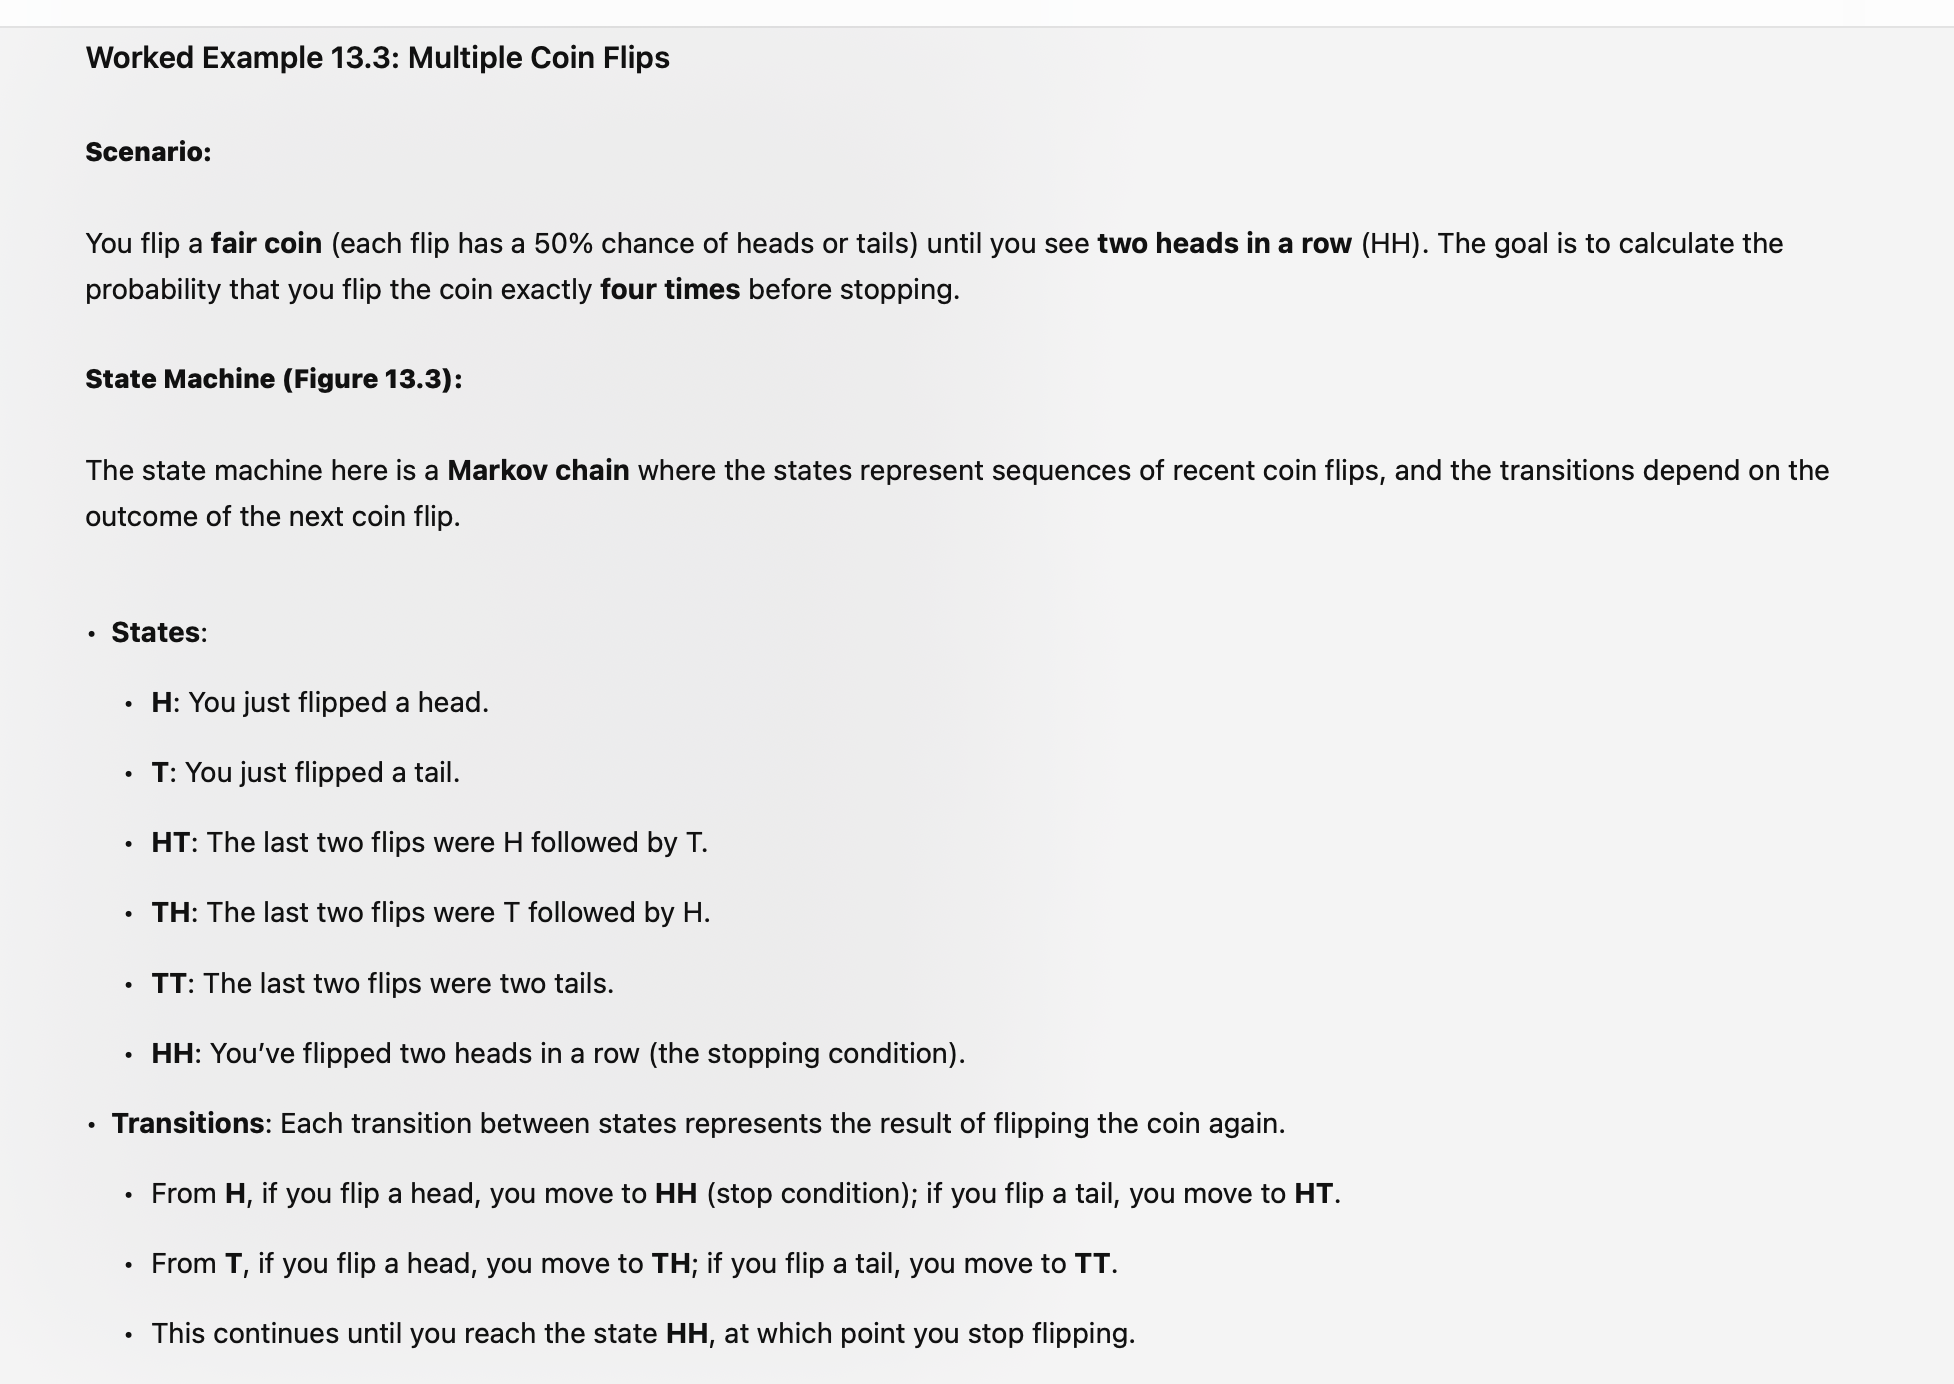 Worked Example 13.3: Multiple Coin Flips
Scenario:
You flip a fair coin (each flip has a 50% chance of heads or tails) until you see two heads in a row (HH). The goal is to calculate the
probability that you flip the coin exactly four times before stopping.
State Machine (Figure 13.3):
The state machine here is a Markov chain where the states represent sequences of recent coin flips, and the transitions depend on the
outcome of the next coin flip.
• States:
• H: You just flipped a head.
• T: You just flipped a tail.
• HT: The last two flips were H followed by T.
• TH: The last two flips were T followed by H.
• TT: The last two flips were two tails.
• HH: You’ve flipped two heads in a row (the stopping condition).
• Transitions: Each transition between states represents the result of flipping the coin again.
• From H, if you flip a head, you move to HH (stop condition); if you flip a tail, you move to HT.
• From T, if you flip a head, you move to TH; if you flip a tail, you move to TT.
• This continues until you reach the state HH, at which point you stop flipping.